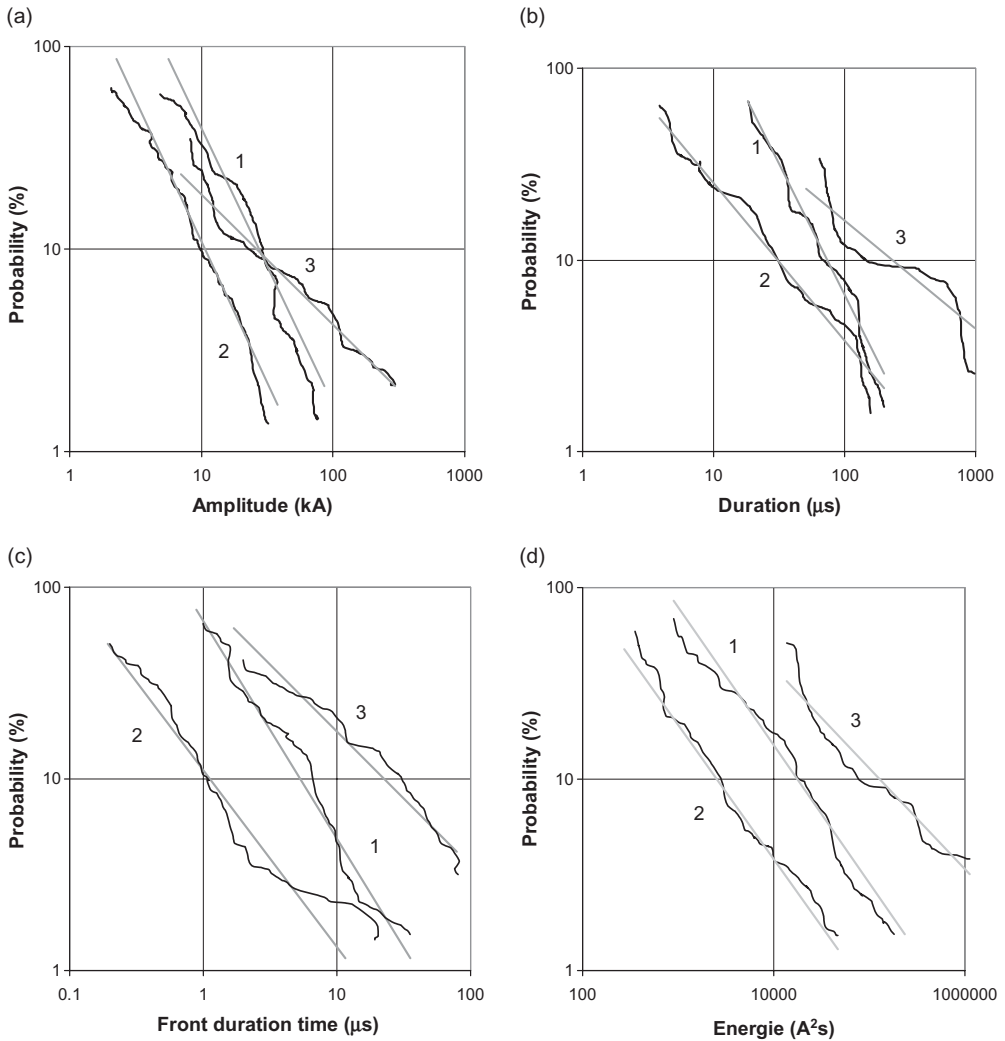 (a)
100
10
1
Probability (%)
1
2
3
1 10 100 1000
Amplitude (kA)
(b)
100
10
1
Probability (%)
1
2
3
1 10 100 1000
Duration (μs)
(c)
100
10
1
Probability (%)
2
3
1
0.1 1 10 100
Front duration time (μs)
(d)
100
10
1
Probability (%)
1
3
2
100 10000 1000000
Energie (A²s)